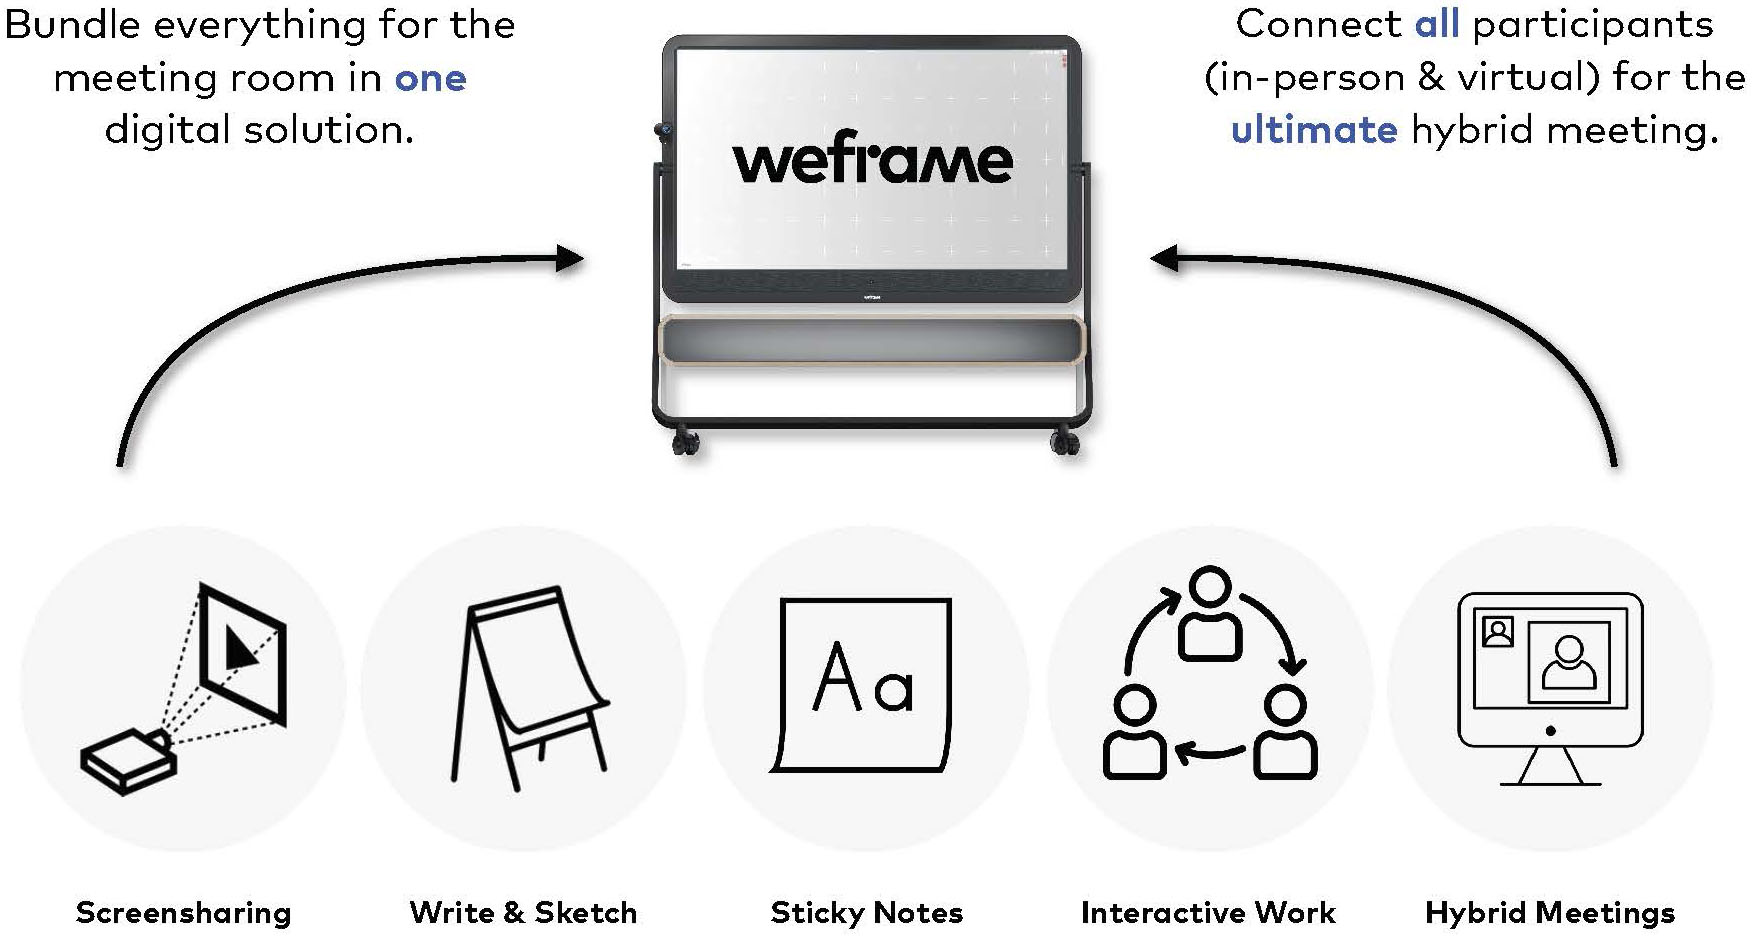 Bundle everything for the
meeting room in one
digital solution.
Connect all participants
(in-person & virtual) for the
ultimate hybrid meeting.
weframe
weframe
Aa
Screensharing
Write & Sketch
Sticky Notes
Interactive Work
Hybrid Meetings